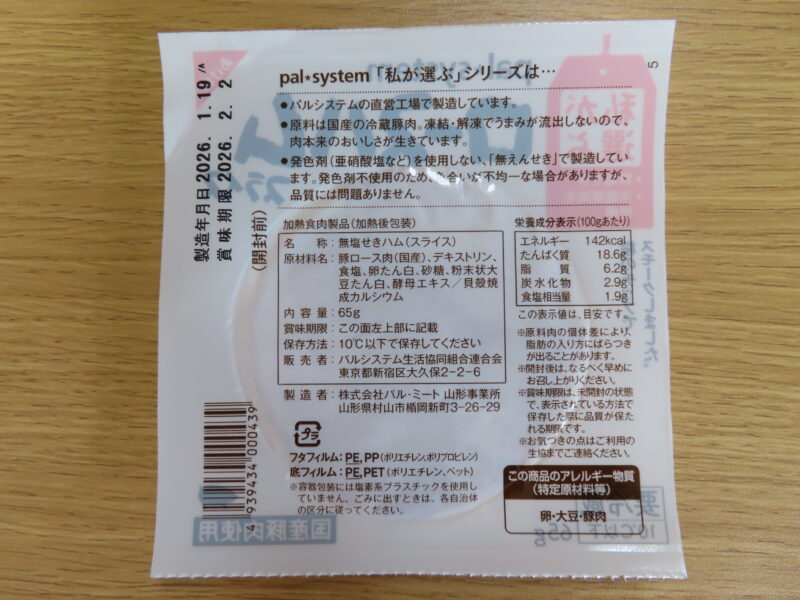 pal★system「私が選ぶ」シリーズは…
●パルシステムの直営工場で製造しています。
●原料は国産の冷蔵豚肉。凍結・解凍でうまみが流出しないので、
肉本来のおいしさが生きています。
●発色剤(亜硝酸塩など)を使用しない、「無えんせき」で製造してい
ます。発色剤不使用のため、色合いが不均一な場合がありますが、
品質には問題ありません。
製造年月日 2026. 1.19
賞味期限 2026. 2. 2
(開封前)
加熱食肉製品(加熱後包装)
名称:無塩せきハム(スライス)
原材料名:豚ロース肉(国産)、デキストリン、
食塩、卵たん白、砂糖、粉末状大
豆たん白、酵母エキス/貝殻焼
成カルシウム
内容量:65g
賞味期限:この面左上部に記載
保存方法:10℃以下で保存してください
販売者:パルシステム生活協同組合連合会
東京都新宿区大久保2-2-6
製造者:株式会社パル・ミート 山形事業所
山形県村山市楯岡新町3-26-29
プラ
フタフィルム:PE,PP(ポリエチレン,ポリプロピレン)
底フィルム:PE,PET(ポリエチレン,ペット)
※容器包装には塩素系プラスチックを使用
していません。ごみに出すときは、各自治体
の区分に従ってください。
栄養成分表示(100gあたり)
エネルギー 142kcal
たんぱく質 18.6g
脂質 6.2g
炭水化物 2.9g
食塩相当量 1.9g
この表示値は、目安です。
※原料肉の個体差により、
脂肪の入り方にばらつき
が出ることがあります。
※開封後は、なるべく早めに
お召し上がりください。
※賞味期限は、未開封の状態
で、表示されている方法で
保存した際に品質が保た
れる期限です。
※お気づきの点はご利用の
生協までご連絡ください。
この商品のアレルギー物質
(特定原材料等)
卵・大豆・豚肉
4 939434 000439
5
pal★system
私が選ぶ
スモークしました。
国産豚肉使用
要冷蔵
10℃以下
65g